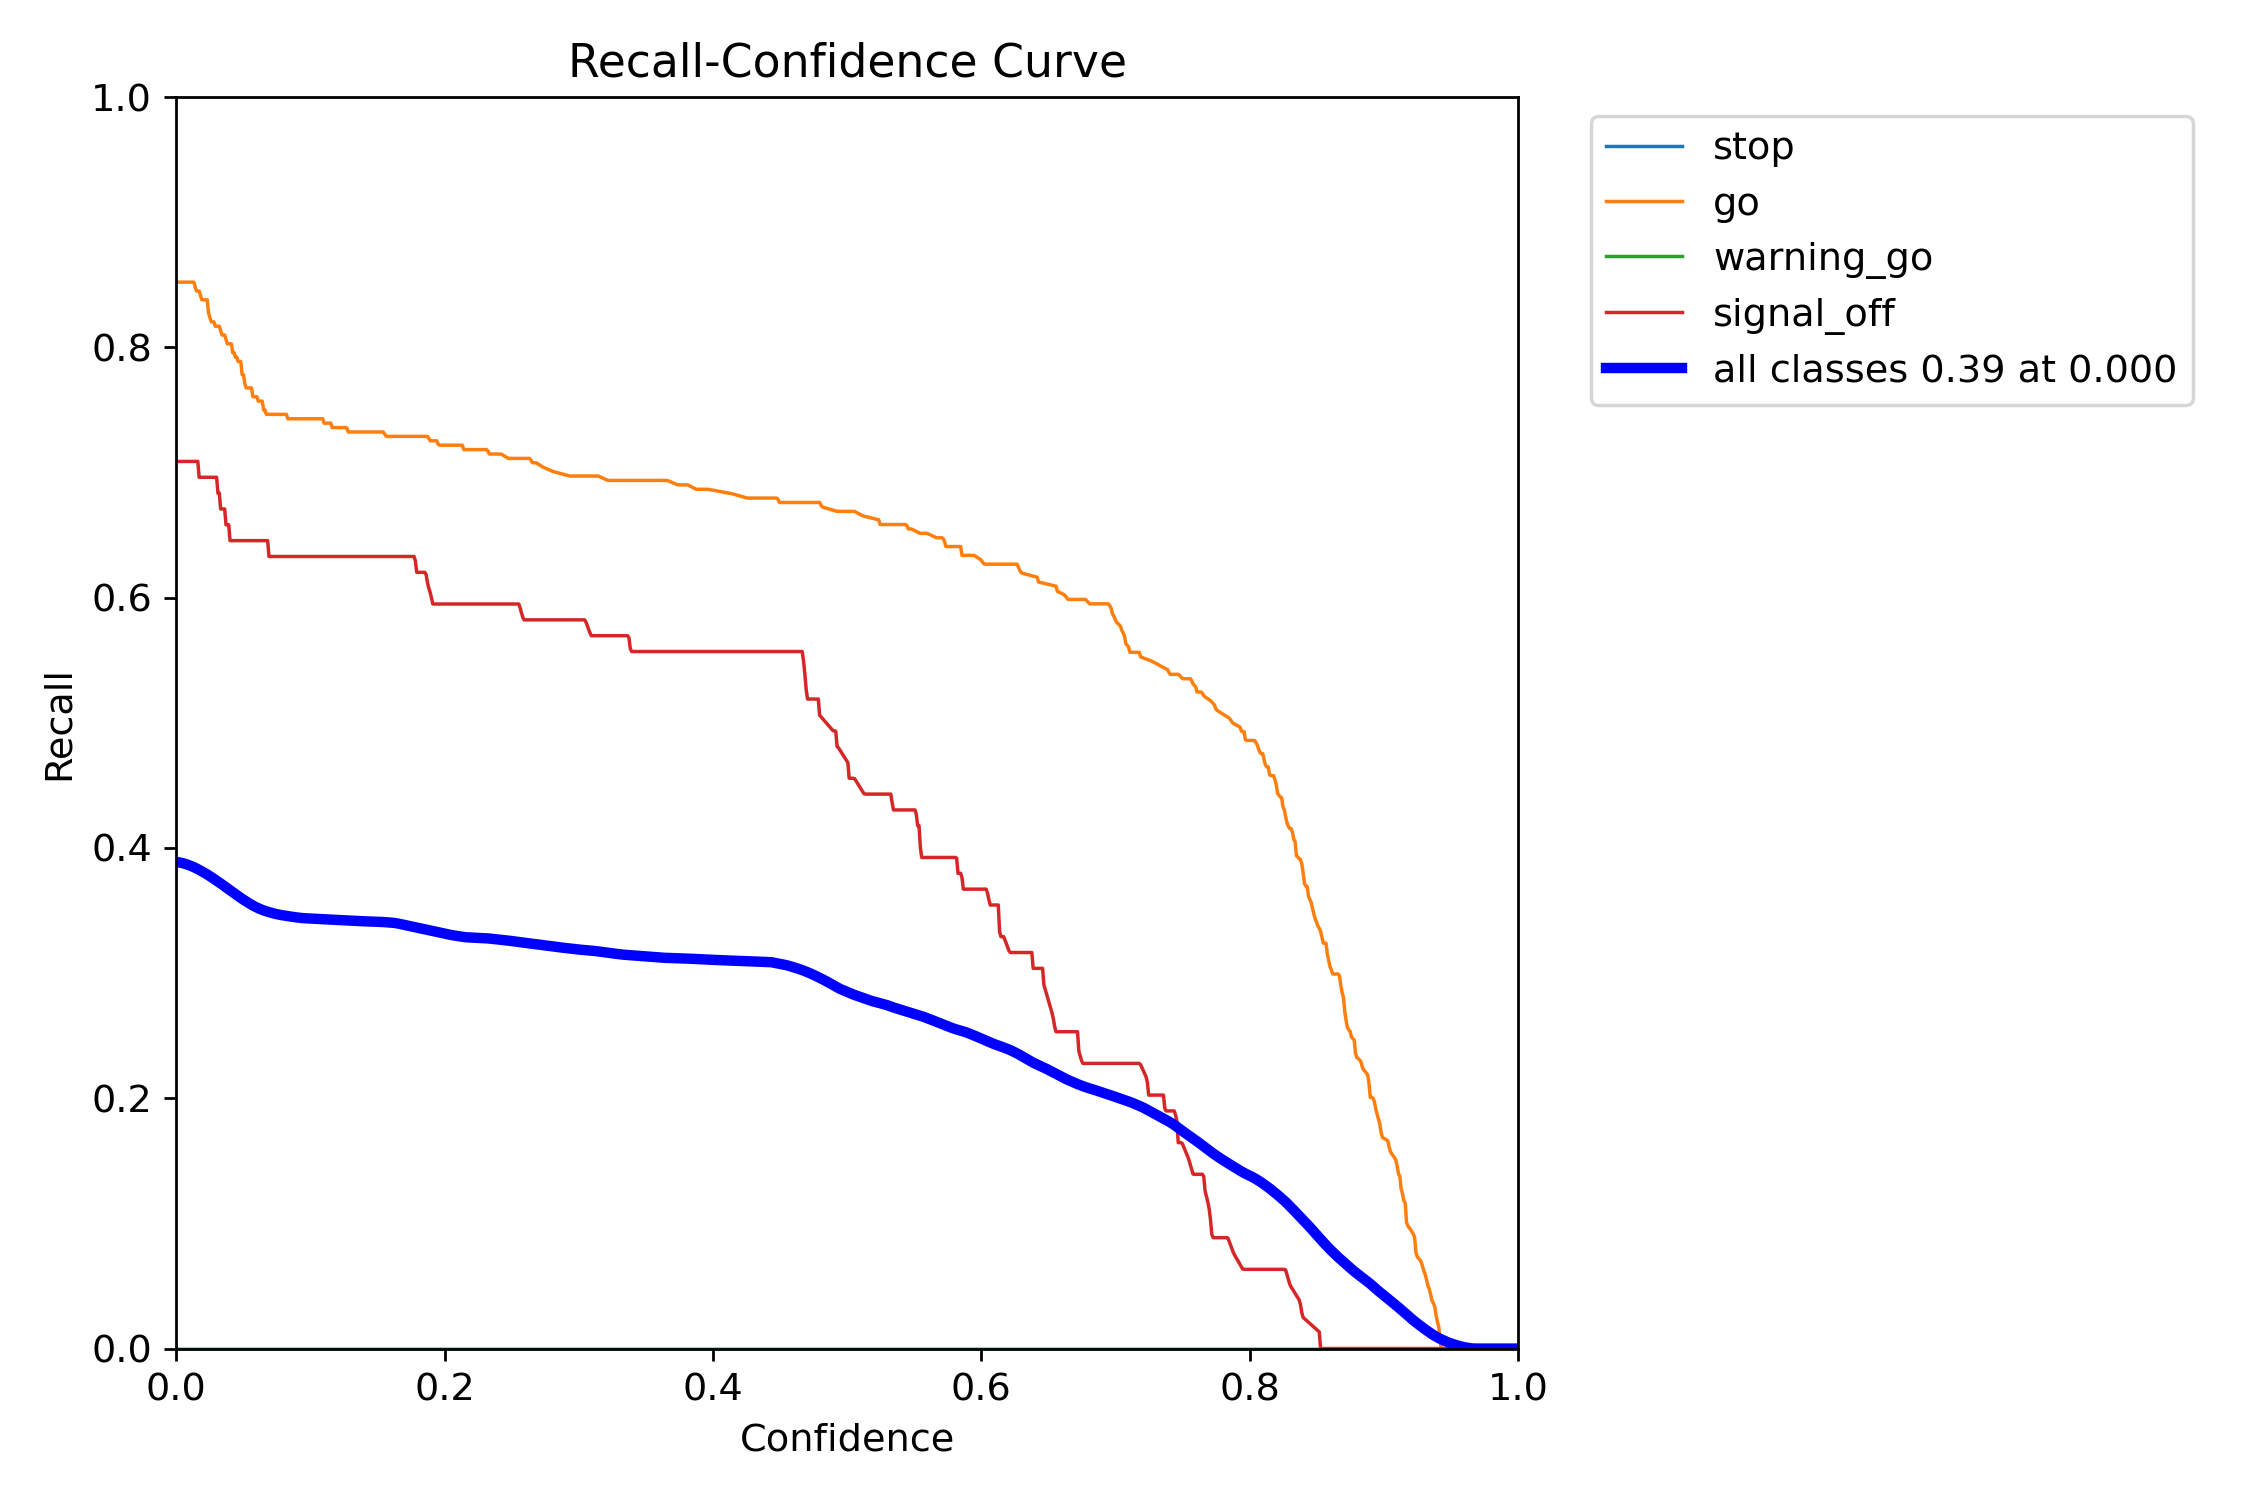 Recall-Confidence Curve
1.0
0.8
0.6
0.4
0.2
0.0
Recall
0.0 0.2 0.4 0.6 0.8 1.0
Confidence
stop
go
warning_go
signal_off
all classes 0.39 at 0.000